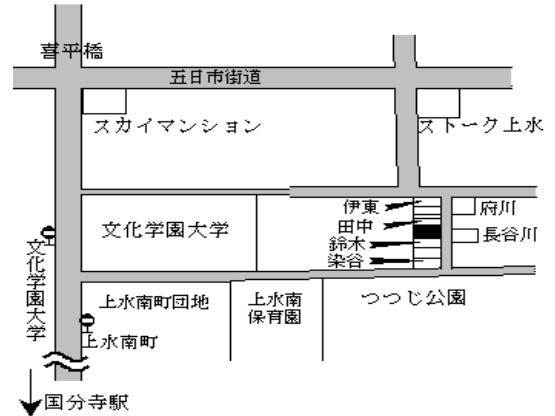 喜平橋
五日市街道
スカイマンション
ストーク上水
伊東
府川
田中
文化学園大学
長谷川
鈴木
染谷
文化学園大学
上水南町団地
上水南
保育園
つつじ公園
上水南町
国分寺駅